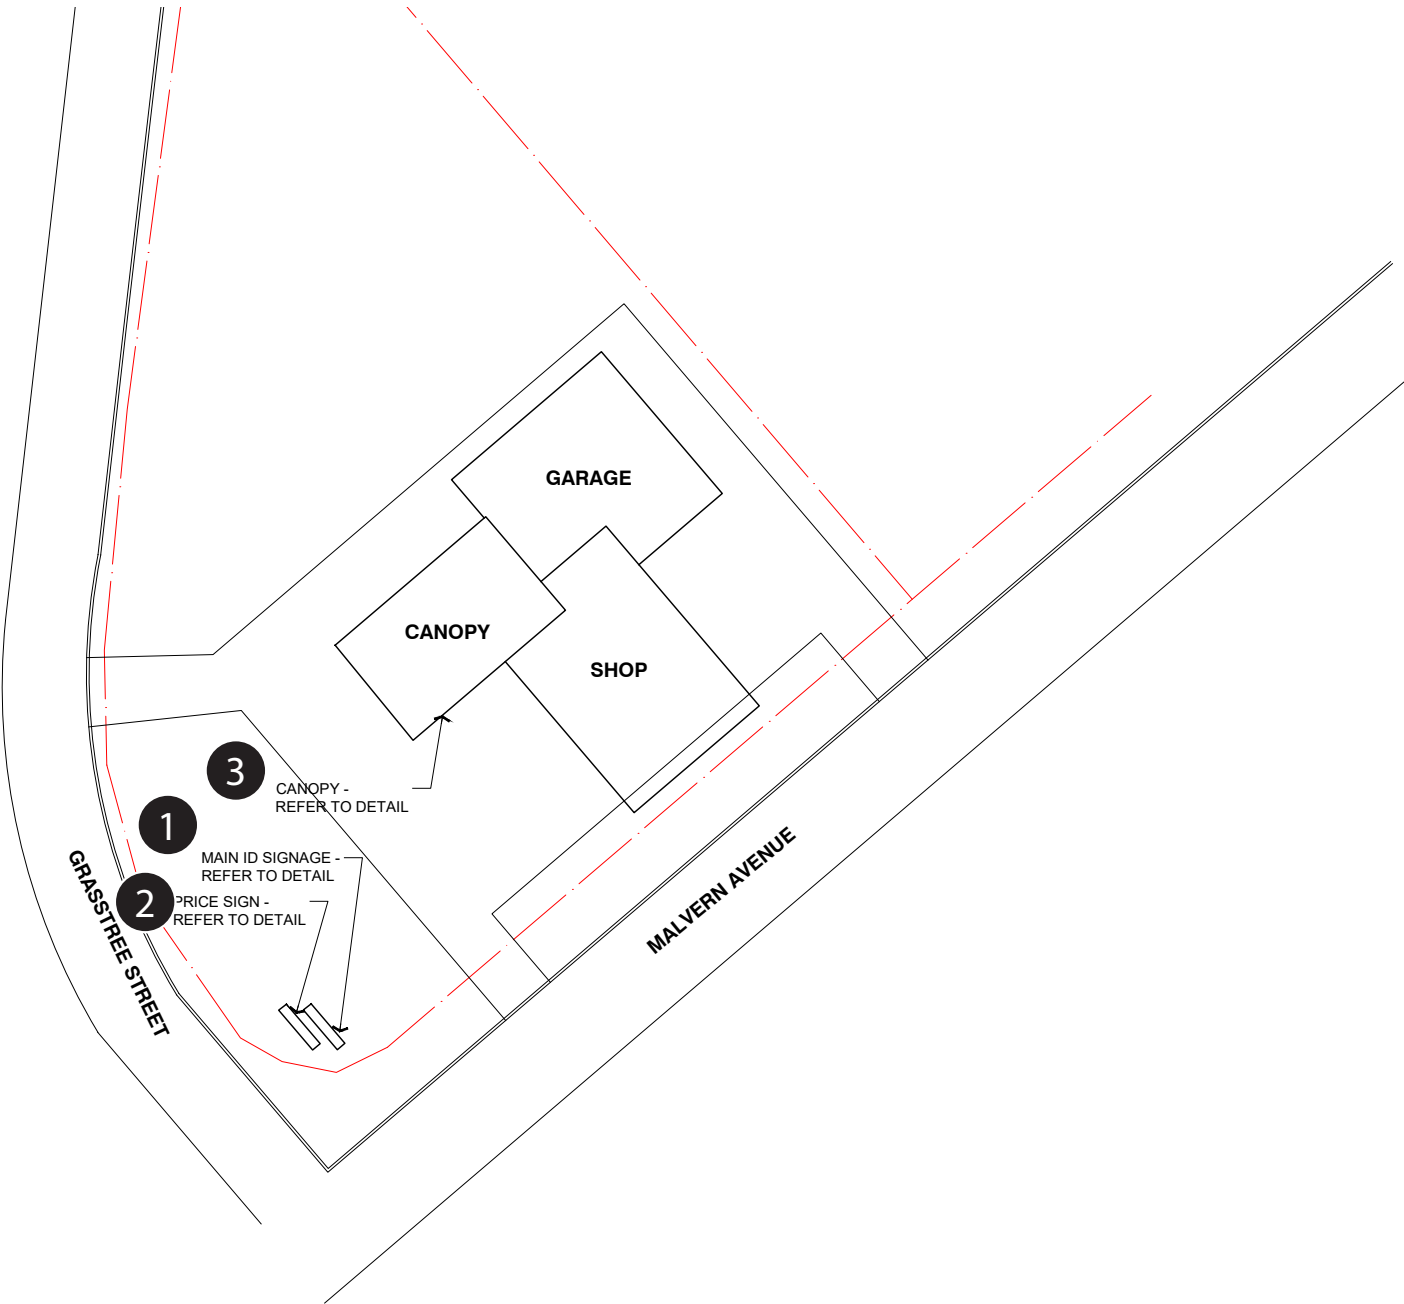 GARAGE
CANOPY
SHOP
3
CANOPY -
REFER TO DETAIL
1
MAIN ID SIGNAGE -
REFER TO DETAIL
2
PRICE SIGN -
REFER TO DETAIL
GRASSTREE STREET
MALVERN AVENUE